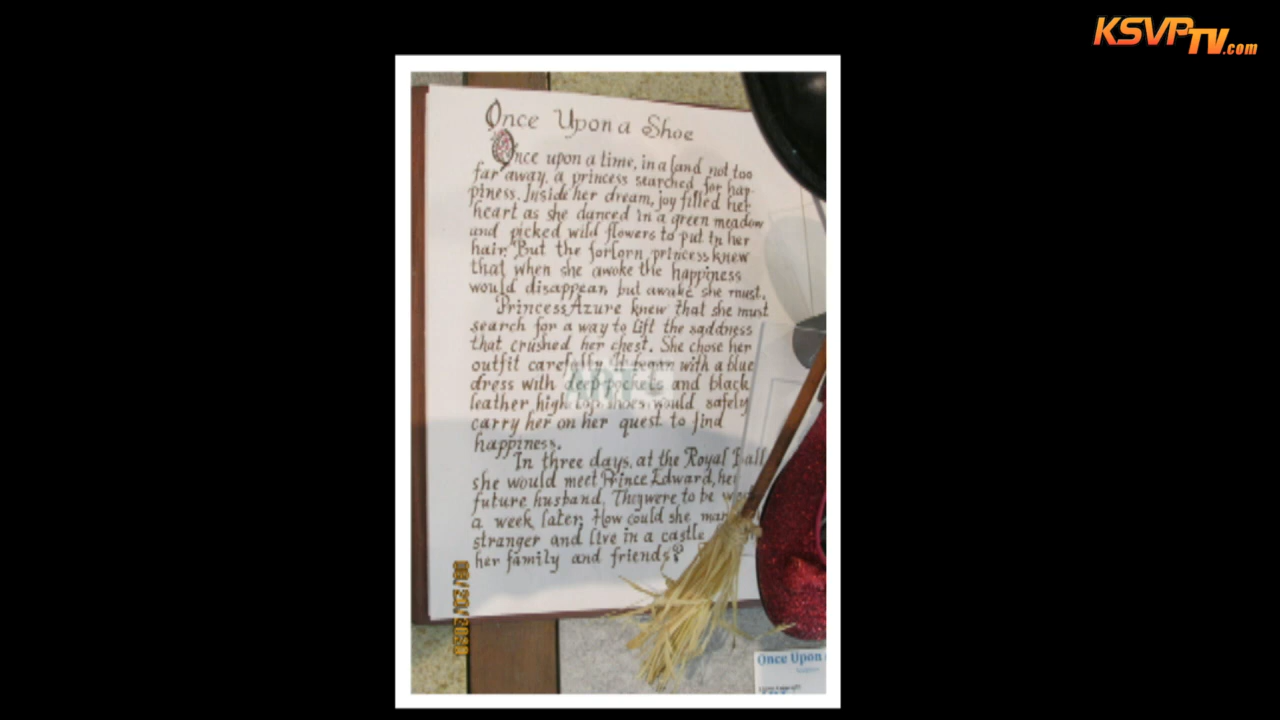 KSVPTV.com
Once Upon a Shoe
Once upon a time, in a land not too
far away, a princess searched for hap-
piness. Inside her dream, joy filled her
heart as she danced in a green meadow
and picked wild flowers to put in her
hair. But the forlorn princess knew
that when she awoke the happiness
would disappear, but awake she must.
Princess Azure knew that she must
search for a way to lift the saddness
that crushed her chest. She chose her
outfit carefully. It began with a blue
dress with deep pockets and black
leather high top shoes would safely
carry her on her quest to find
happiness.
In three days, at the Royal Ball
she would meet Prince Edward, her
future husband. They were to be
a week later. How could she
stranger and live in a castle
her family and friends?
Once Upon